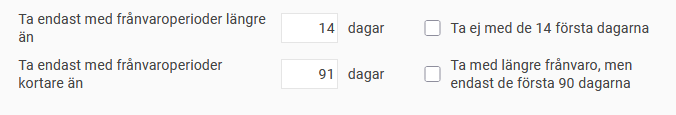 Ta endast med frånvaroperioder längre
än
14 dagar
Ta ej med de 14 första dagarna
Ta endast med frånvaroperioder
kortare än
91 dagar
Ta med längre frånvaro, men
endast de första 90 dagarna